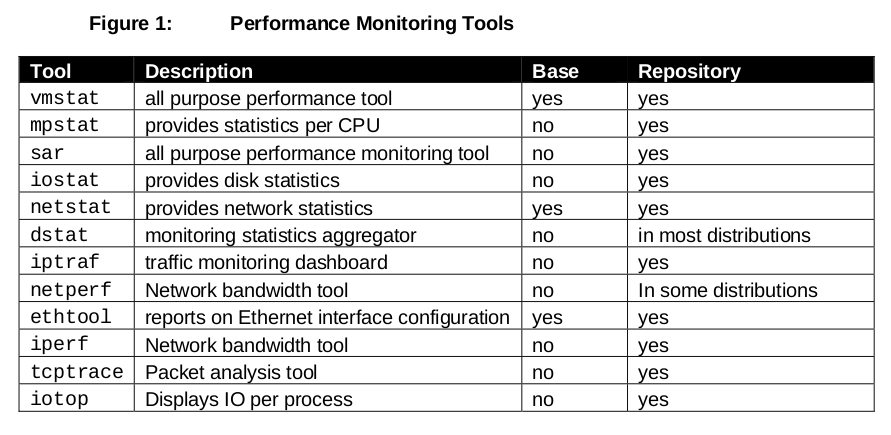 Figure 1: Performance Monitoring Tools
Tool Description Base Repository
vmstat all purpose performance tool yes yes
mpstat provides statistics per CPU no yes
sar all purpose performance monitoring tool no yes
iostat provides disk statistics no yes
netstat provides network statistics yes yes
dstat monitoring statistics aggregator no in most distributions
iptraf traffic monitoring dashboard no yes
netperf Network bandwidth tool no In some distributions
ethtool reports on Ethernet interface configuration yes yes
iperf Network bandwidth tool no yes
tcptrace Packet analysis tool no yes
iotop Displays IO per process no yes